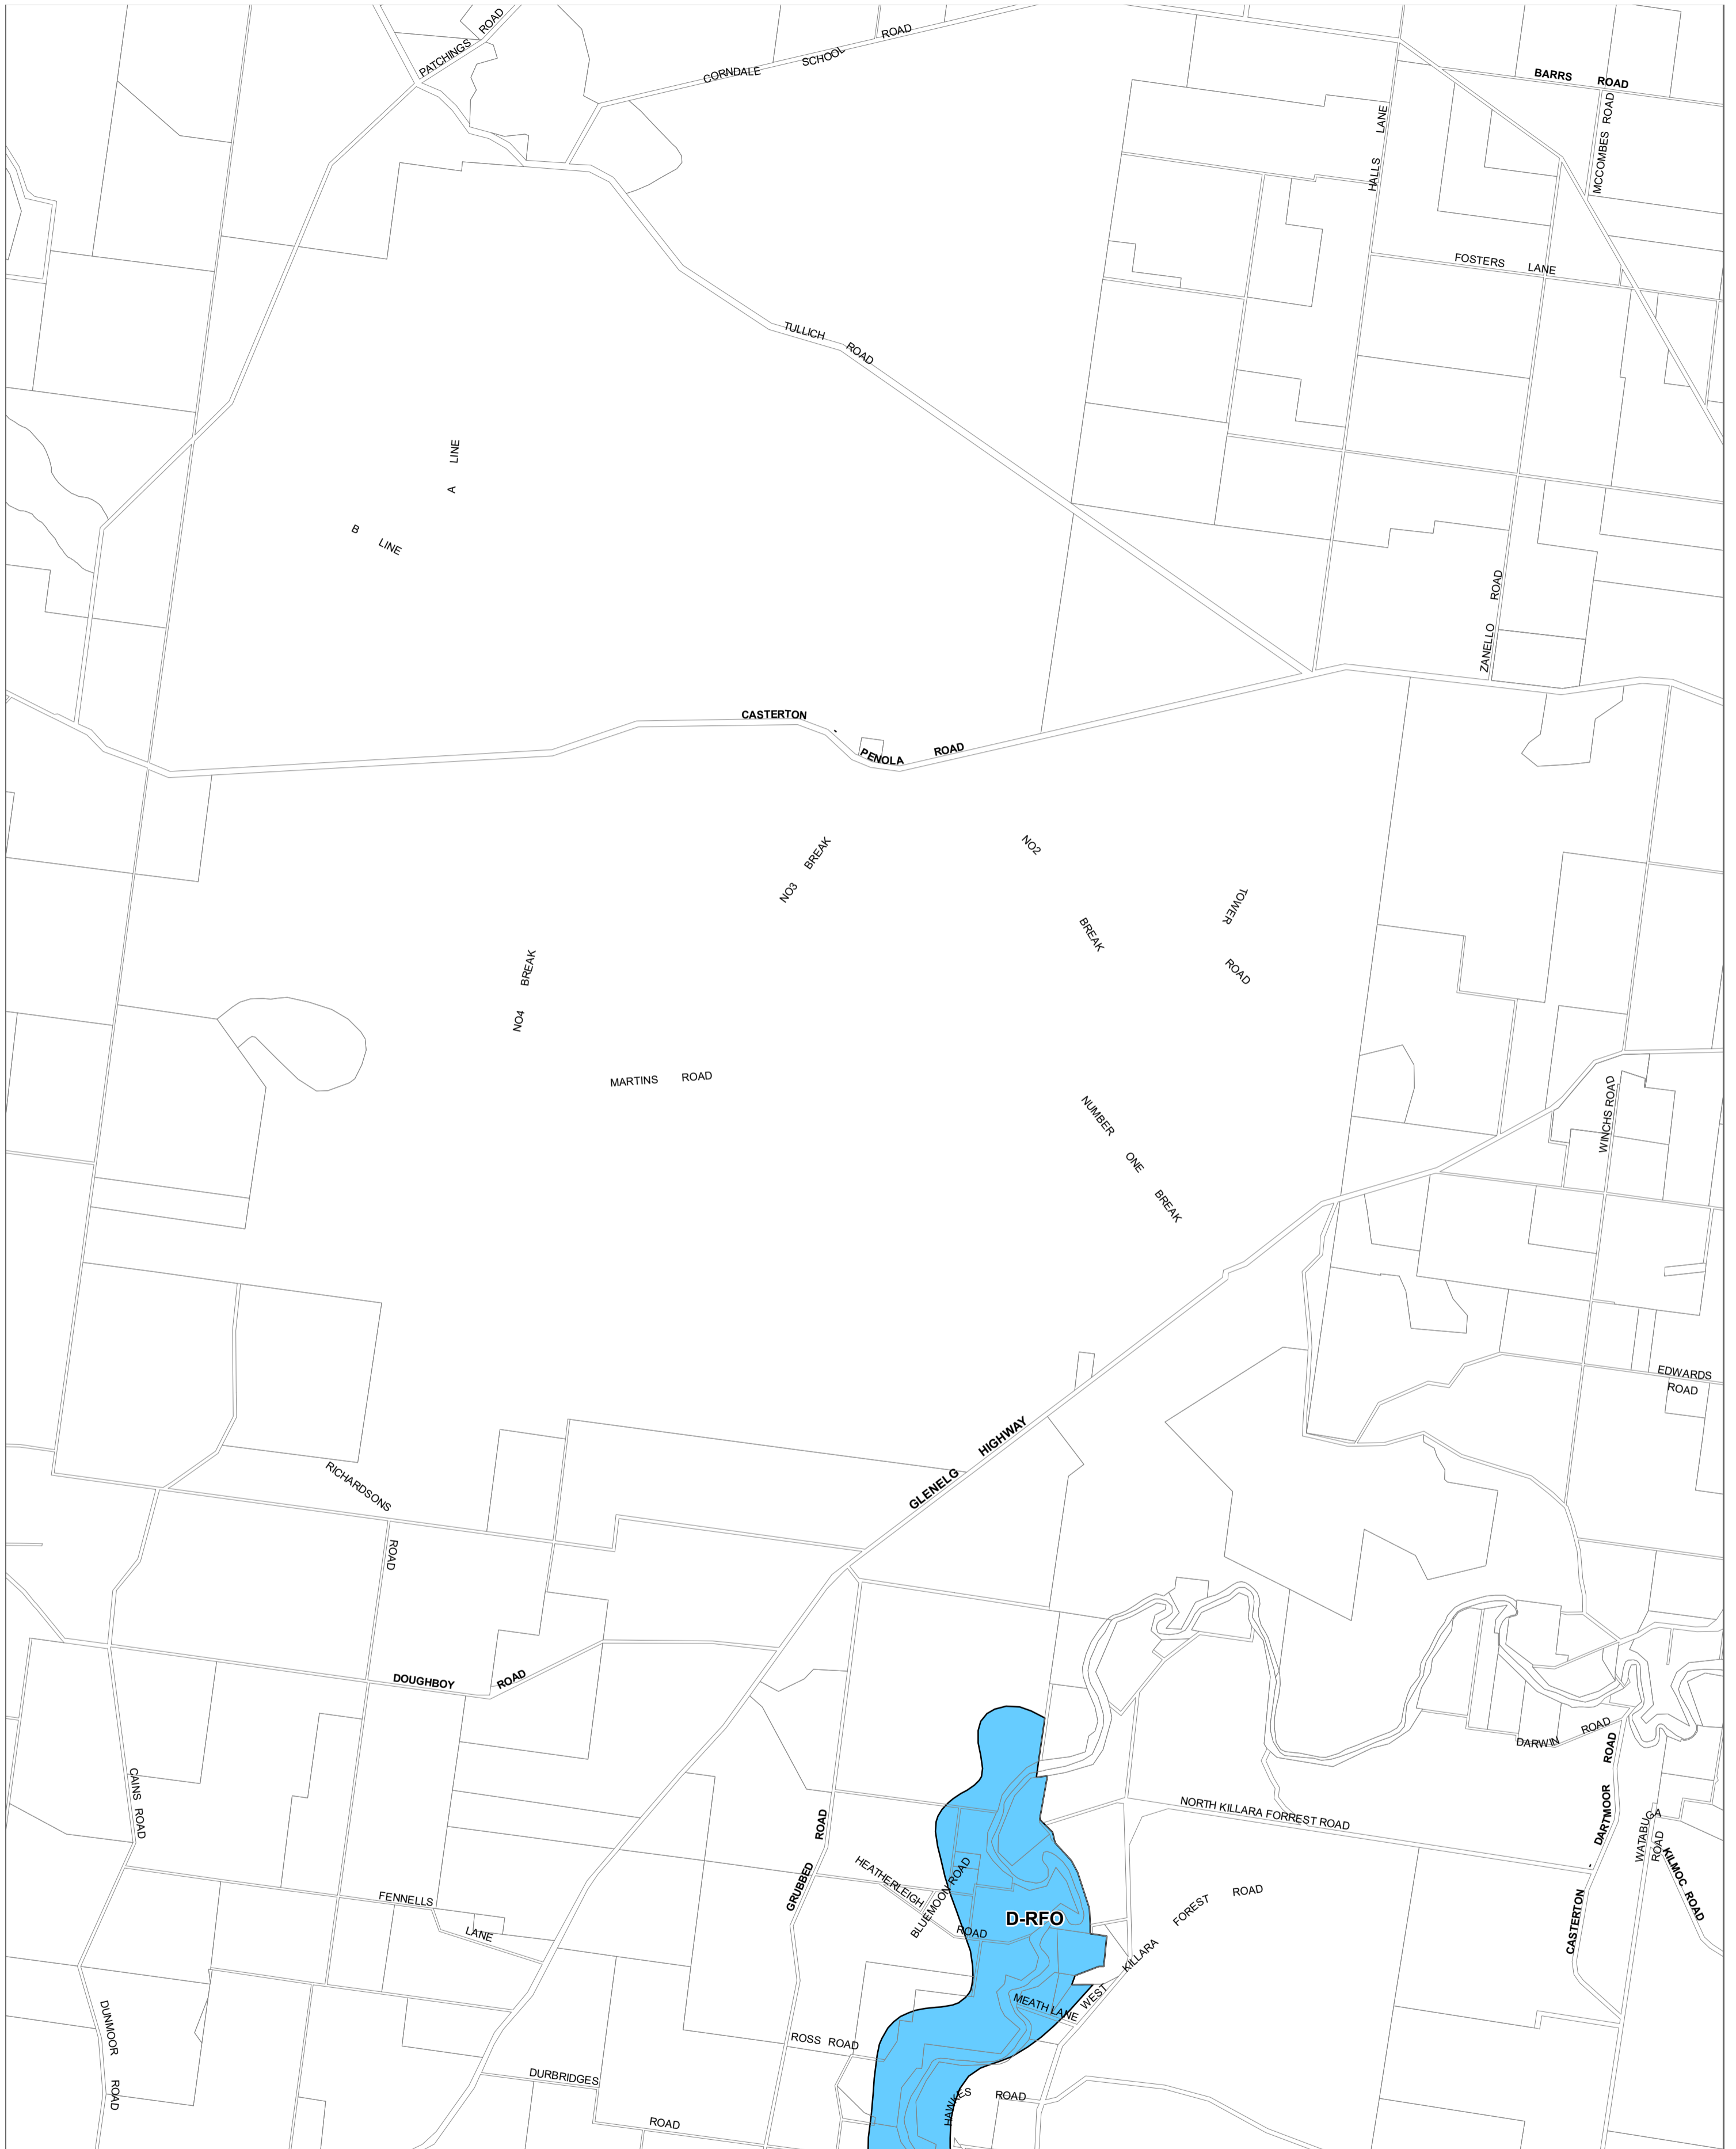 PATCHINGS ROAD
CORNDALE SCHOOL ROAD
BARRS ROAD
MCCOMBES ROAD
HALLS LANE
FOSTERS LANE
TULLICH ROAD
A LINE
B LINE
ZANELLO ROAD
CASTERTON - PENOLA ROAD
NO3 BREAK
NO2 BREAK
TOWER ROAD
NO4 BREAK
MARTINS ROAD
NUMBER ONE BREAK
WINCHS ROAD
EDWARDS
ROAD
GLENELG HIGHWAY
RICHARDSONS ROAD
DOUGHBOY ROAD
DARWIN ROAD
CAINS ROAD
NORTH KILLARA FORREST ROAD
CASTERTON - DARTMOOR ROAD
WATABUGA
ROAD
KILMOC ROAD
GRUBBED ROAD
HEATHERLEIGH ROAD
BLUEMOON ROAD
D-RFO
FENNELLS LANE
WEST KILLARA FOREST ROAD
MEATH LANE
DUNMOOR ROAD
ROSS ROAD
DURBRIDGES ROAD
HAWKES ROAD